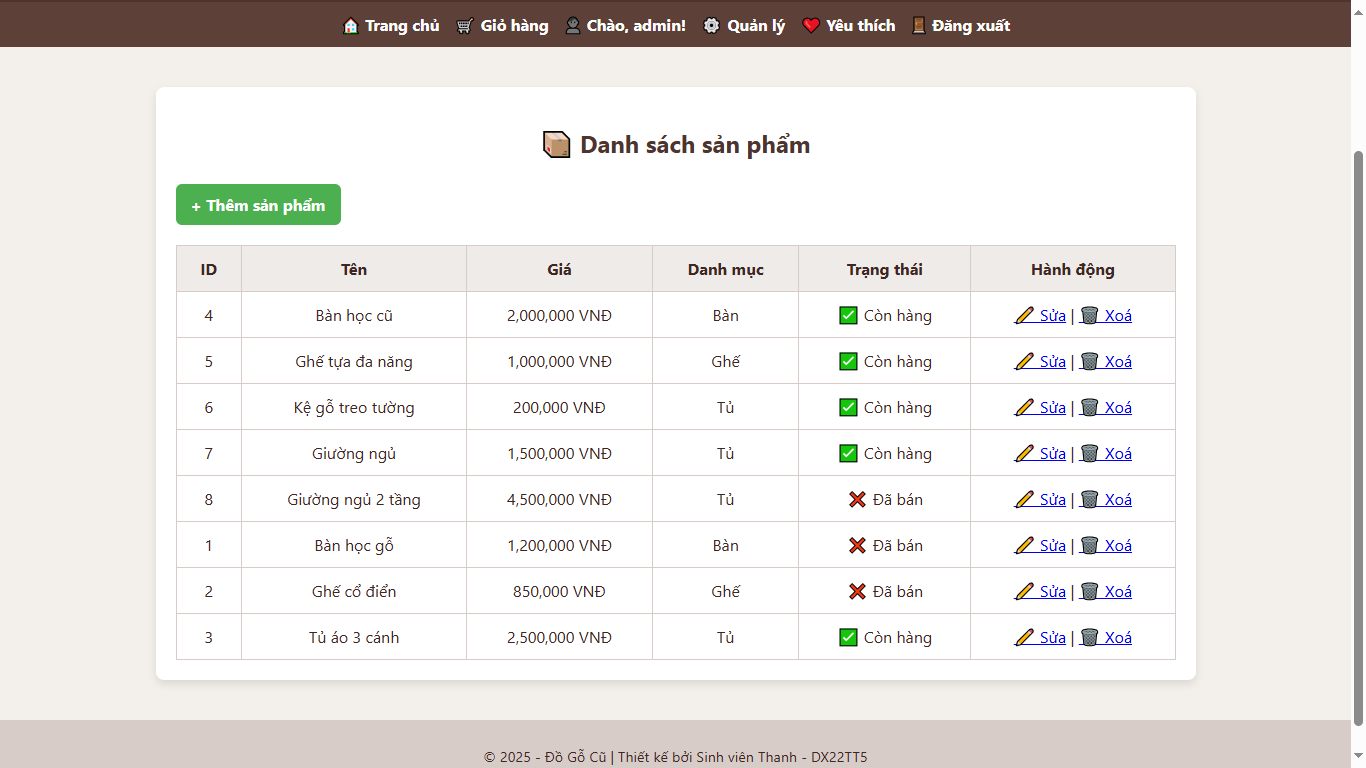 Trang chủ Giỏ hàng Chào, admin! Quản lý Yêu thích Đăng xuất
Danh sách sản phẩm
+ Thêm sản phẩm
ID Tên Giá Danh mục Trạng thái Hành động
4 Bàn học cũ 2,000,000 VNĐ Bàn Còn hàng Sửa | Xoá
5 Ghế tựa đa năng 1,000,000 VNĐ Ghế Còn hàng Sửa | Xoá
6 Kệ gỗ treo tường 200,000 VNĐ Tủ Còn hàng Sửa | Xoá
7 Giường ngủ 1,500,000 VNĐ Tủ Còn hàng Sửa | Xoá
8 Giường ngủ 2 tầng 4,500,000 VNĐ Tủ Đã bán Sửa | Xoá
1 Bàn học gỗ 1,200,000 VNĐ Bàn Đã bán Sửa | Xoá
2 Ghế cổ điển 850,000 VNĐ Ghế Đã bán Sửa | Xoá
3 Tủ áo 3 cánh 2,500,000 VNĐ Tủ Còn hàng Sửa | Xoá
© 2025 - Đồ Gỗ Cũ | Thiết kế bởi Sinh viên Thanh - DX22TT5